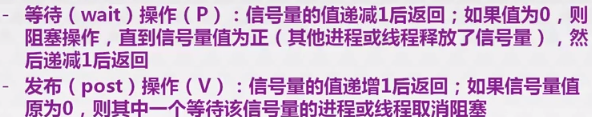 - 等待（wait）操作（P）：信号量的值递减1后返回；如果值为0，则
阻塞操作，直到信号量值为正（其他进程或线程释放了信号量），然
后递减1后返回
- 发布（post）操作（V）：信号量的值递增1后返回；如果信号量值
原为0，则其中一个等待该信号量的进程或线程取消阻塞